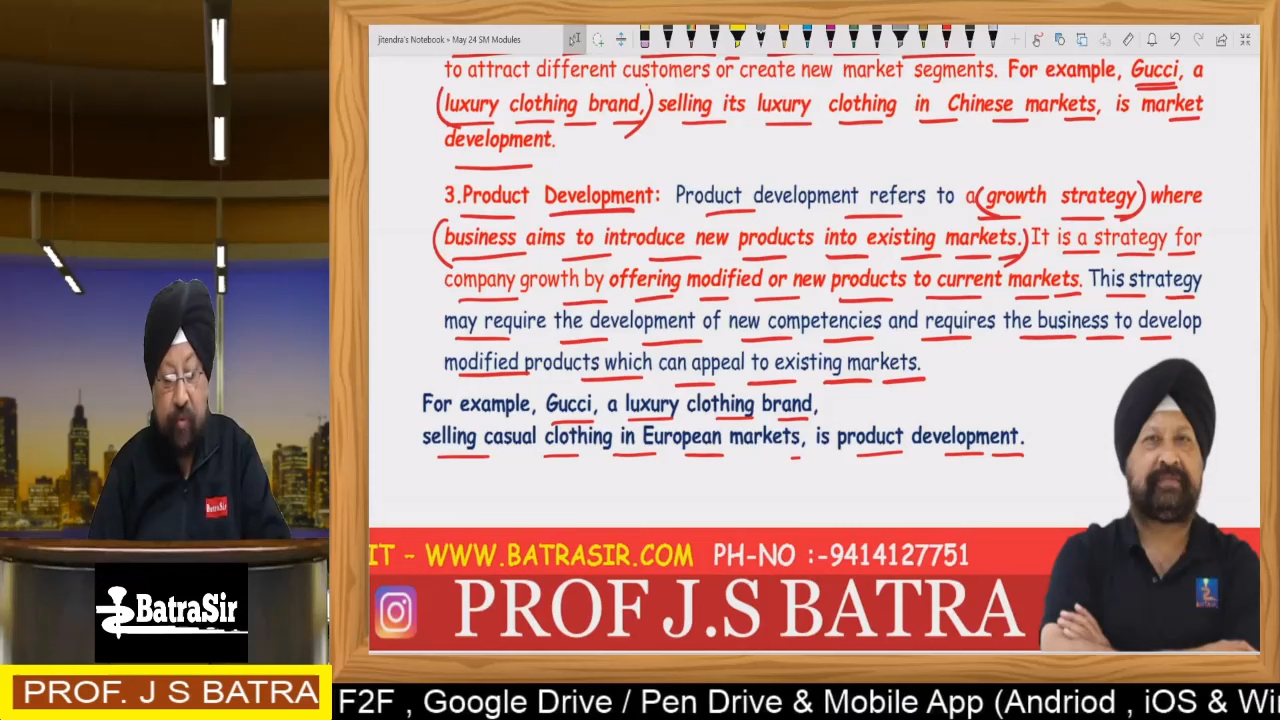 jitendra's Notebook » May 24 SM Modules
to attract different customers or create new market segments. For example, Gucci, a
luxury clothing brand, selling its luxury clothing in Chinese markets, is market
development.
3.Product Development: Product development refers to a growth strategy where
business aims to introduce new products into existing markets. It is a strategy for
company growth by offering modified or new products to current markets. This strategy
may require the development of new competencies and requires the business to develop
modified products which can appeal to existing markets.
For example, Gucci, a luxury clothing brand,
selling casual clothing in European markets, is product development.
BatraSir
IT - WWW.BATRASIR.COM PH-NO :-9414127751
PROF J.S BATRA
BatraSir
PROF. J S BATRA
F2F , Google Drive / Pen Drive & Mobile App (Andriod , iOS & Wi